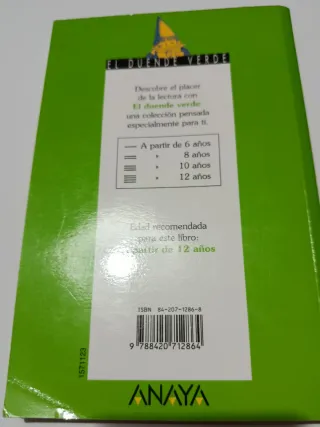 EL DUENDE VERDE
Descubre el placer
de la lectura con
El duende verde
una colección pensada
especialmente para ti.
A partir de 6 años
" 8 años
" 10 años
" 12 años
Edad recomendada
para este libro:
A partir de 12 años
ISBN 84-207-1286-8
9 788420 712864
1571123
ANAYA